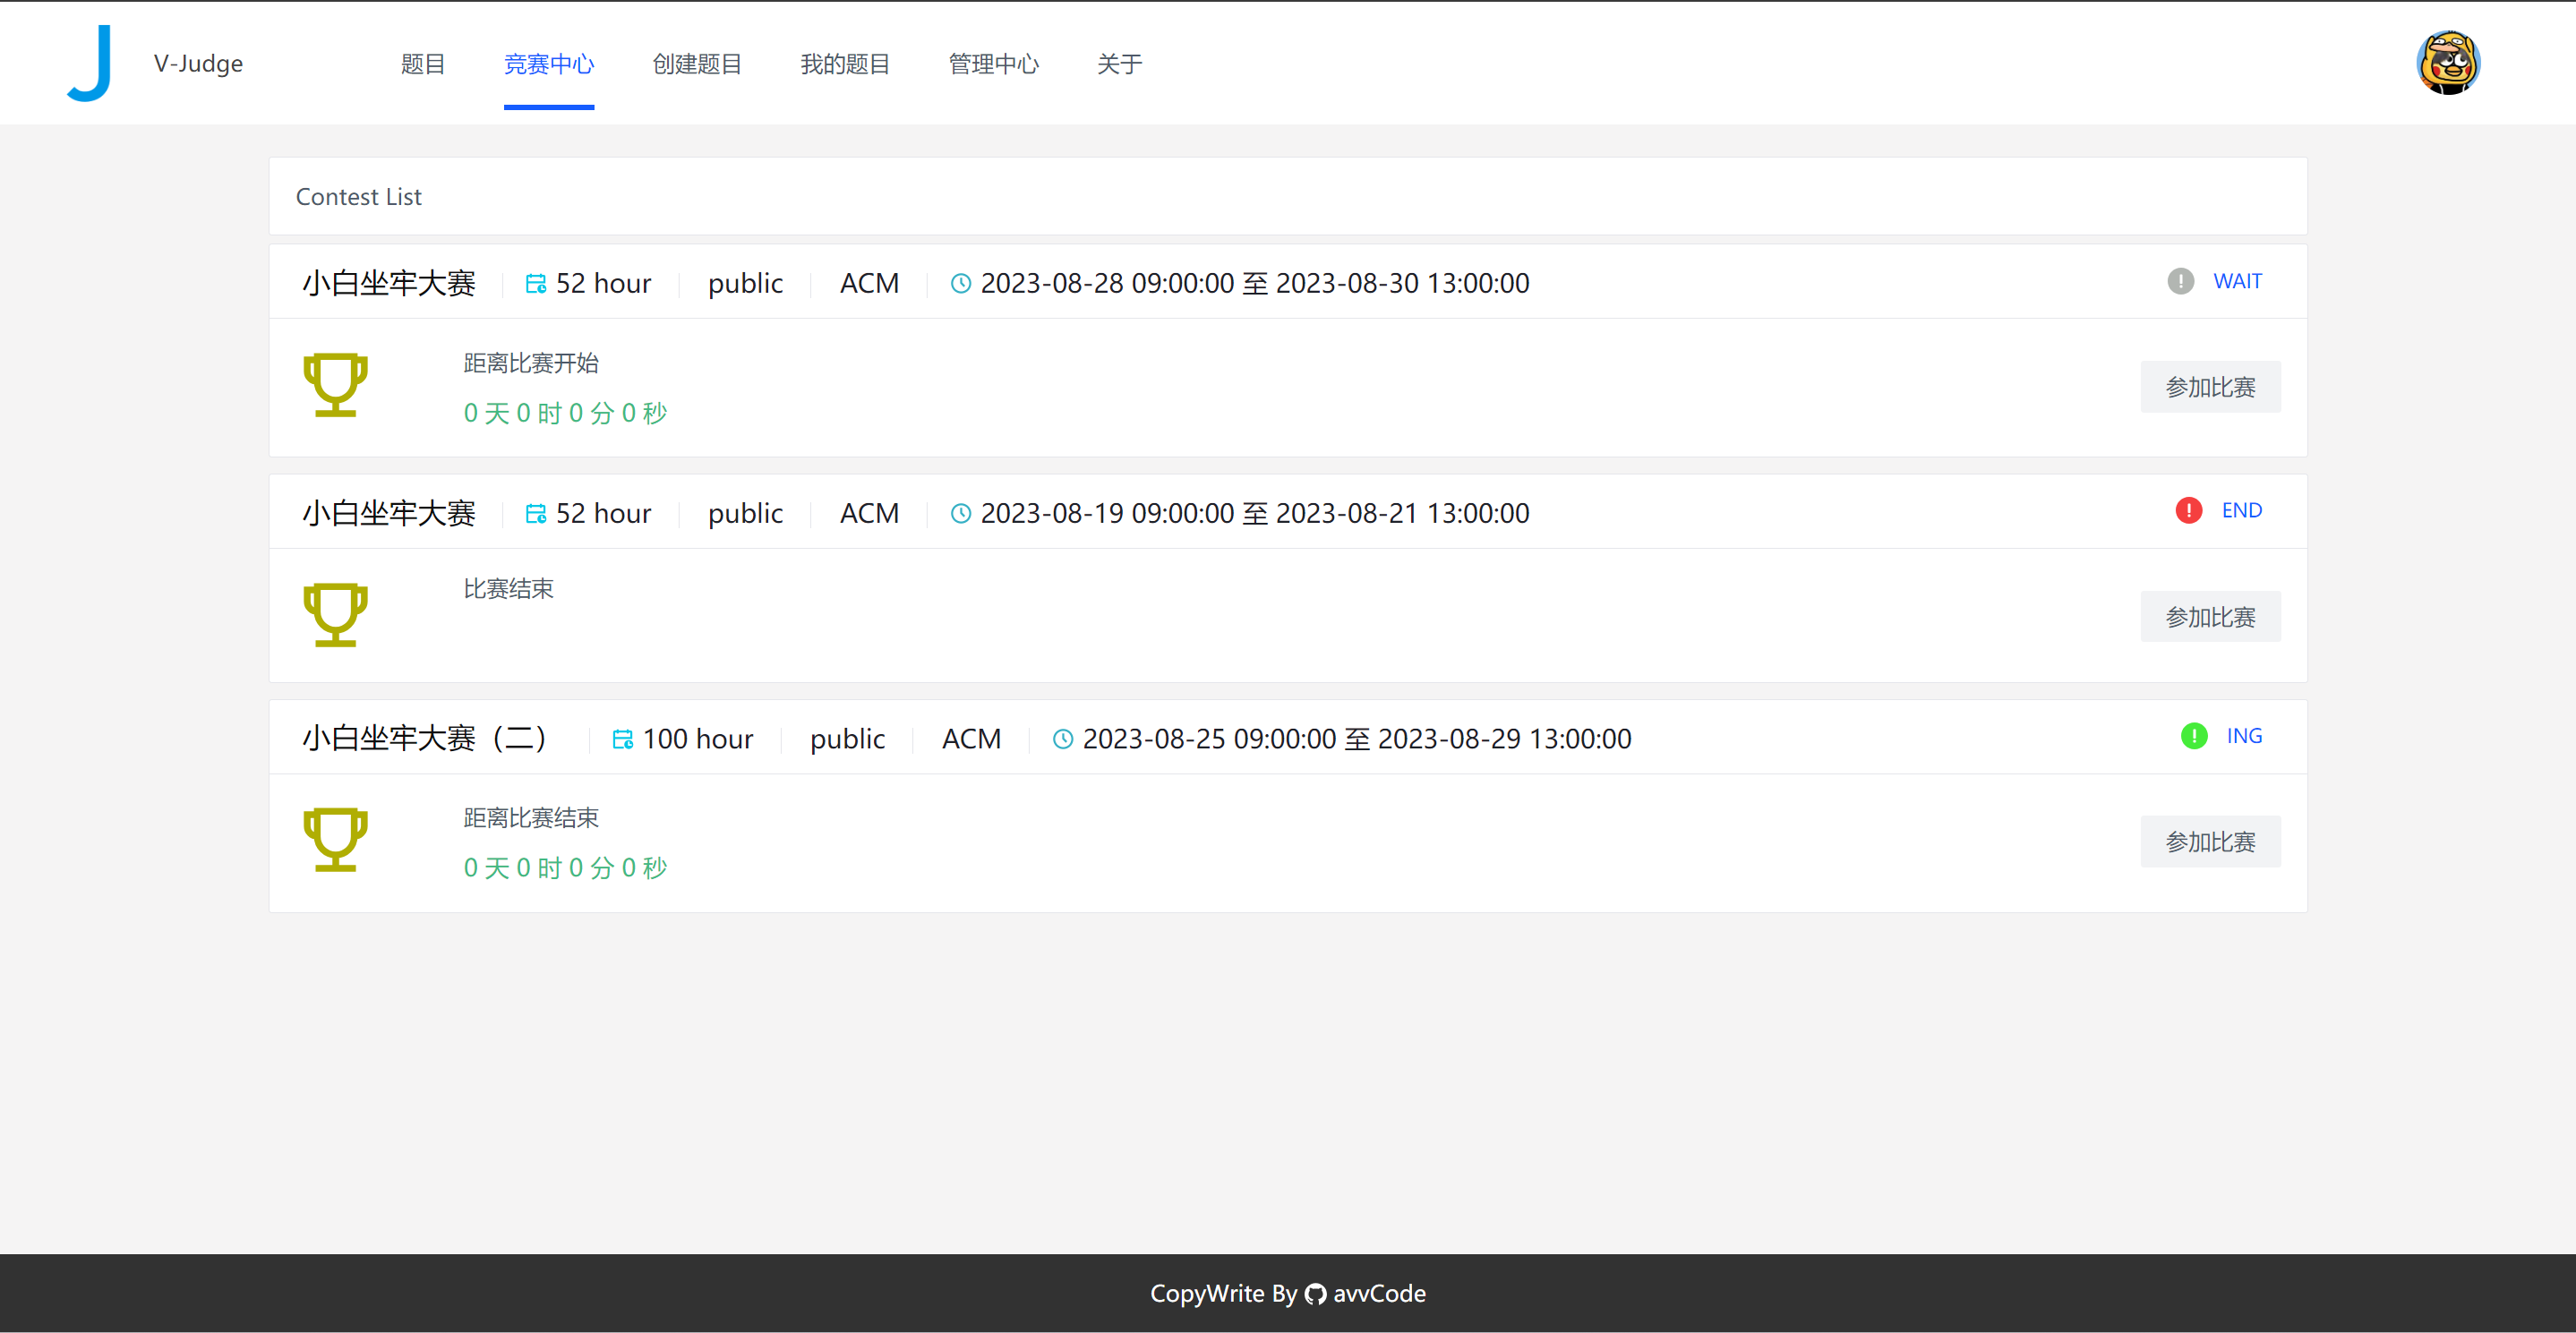 V-Judge 题目 竞赛中心 创建题目 我的题目 管理中心 关于
Contest List
小白坐牢大赛 52 hour public ACM 2023-08-28 09:00:00 至 2023-08-30 13:00:00 WAIT
距离比赛开始
0 天 0 时 0 分 0 秒
参加比赛
小白坐牢大赛 52 hour public ACM 2023-08-19 09:00:00 至 2023-08-21 13:00:00 END
比赛结束
参加比赛
小白坐牢大赛（二） 100 hour public ACM 2023-08-25 09:00:00 至 2023-08-29 13:00:00 ING
距离比赛结束
0 天 0 时 0 分 0 秒
参加比赛
CopyWrite By avvCode